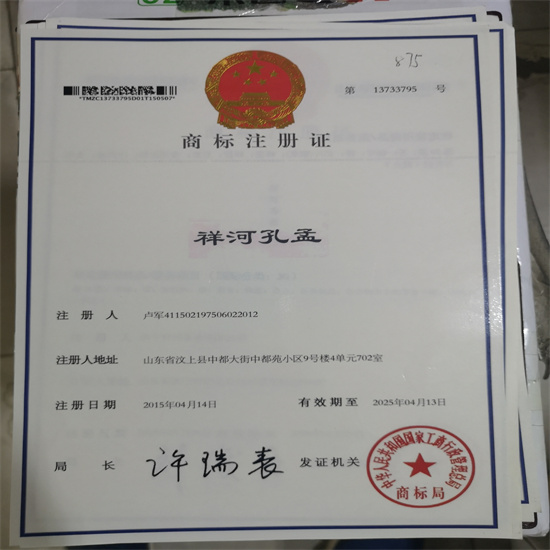 875
第 13733795 号
*TMZC13733795D01T150507*
商标注册证
祥河孔孟
注册人 卢军411502197506022012
注册人地址 山东省汶上县中都大街中都苑小区9号楼4单元702室
注册日期 2015年04月14日 有效期至 2025年04月13日
局长 许瑞表 发证机关
中华人民共和国国家工商行政管理总局
商标局